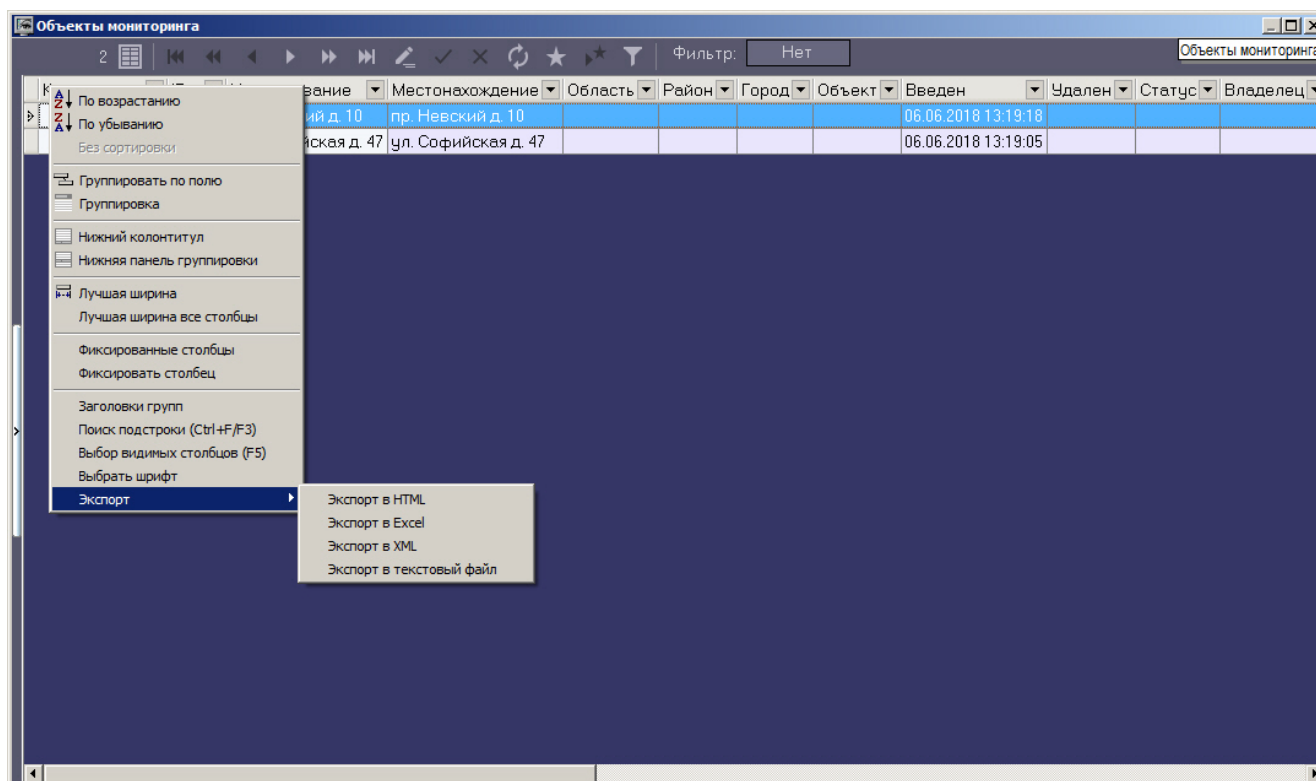 Объекты мониторинга
2 Фильтр: Нет
Объекты мониторинга
Местонахождение Область Район Город Объект Введен Удален Статус Владелец
пр. Невский д. 10 06.06.2018 13:19:18
д. 47 ул. Софийская д. 47 06.06.2018 13:19:05
По возрастанию
По убыванию
Без сортировки
Группировать по полю
Группировка
Нижний колонтитул
Нижняя панель группировки
Лучшая ширина
Лучшая ширина все столбцы
Фиксированные столбцы
Фиксировать столбец
Заголовки групп
Поиск подстроки (Ctrl+F/F3)
Выбор видимых столбцов (F5)
Выбрать шрифт
Экспорт
Экспорт в HTML
Экспорт в Excel
Экспорт в XML
Экспорт в текстовый файл